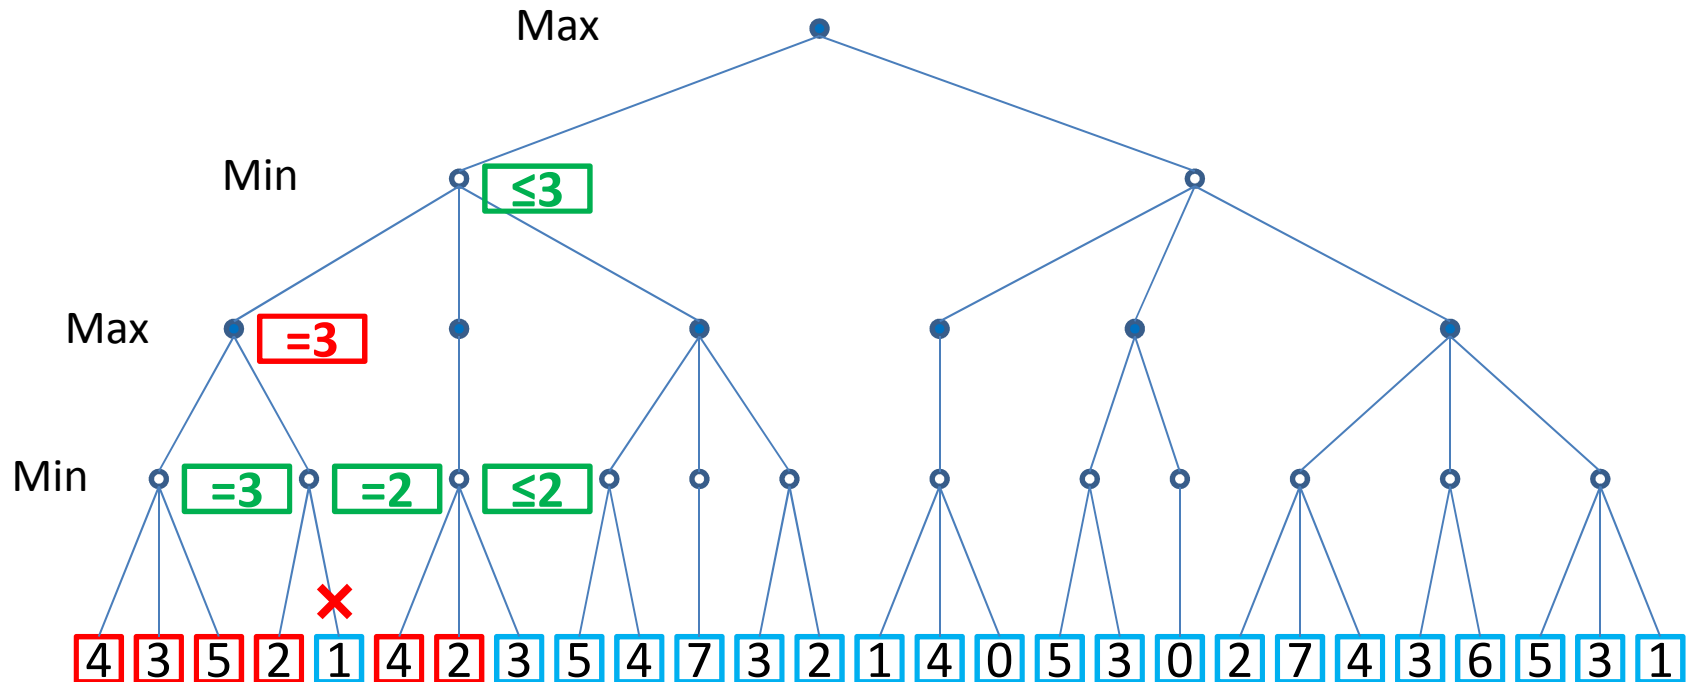 Max
Min ≤3
Max =3
Min =3 =2 ≤2
4 3 5 2 1 4 2 3 5 4 7 3 2 1 4 0 5 3 0 2 7 4 3 6 5 3 1